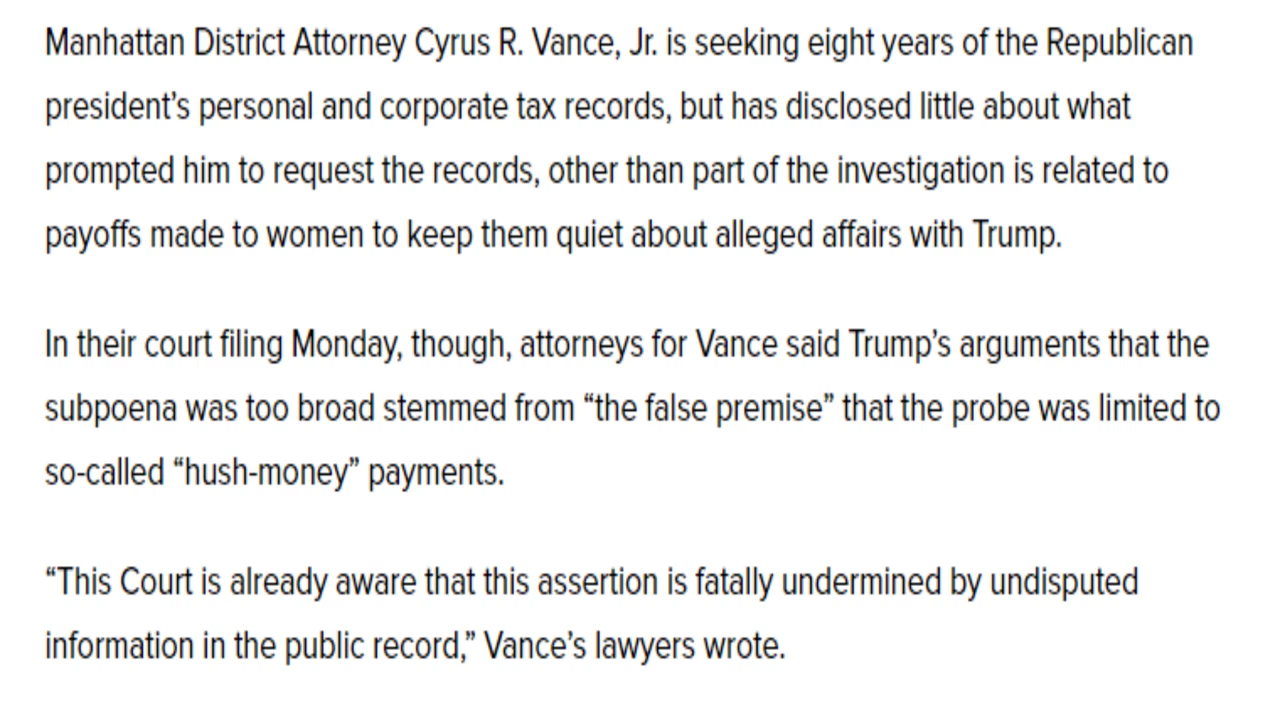 Manhattan District Attorney Cyrus R. Vance, Jr. is seeking eight years of the Republican
president’s personal and corporate tax records, but has disclosed little about what
prompted him to request the records, other than part of the investigation is related to
payoffs made to women to keep them quiet about alleged affairs with Trump.
In their court filing Monday, though, attorneys for Vance said Trump’s arguments that the
subpoena was too broad stemmed from “the false premise” that the probe was limited to
so-called “hush-money” payments.
“This Court is already aware that this assertion is fatally undermined by undisputed
information in the public record,” Vance’s lawyers wrote.